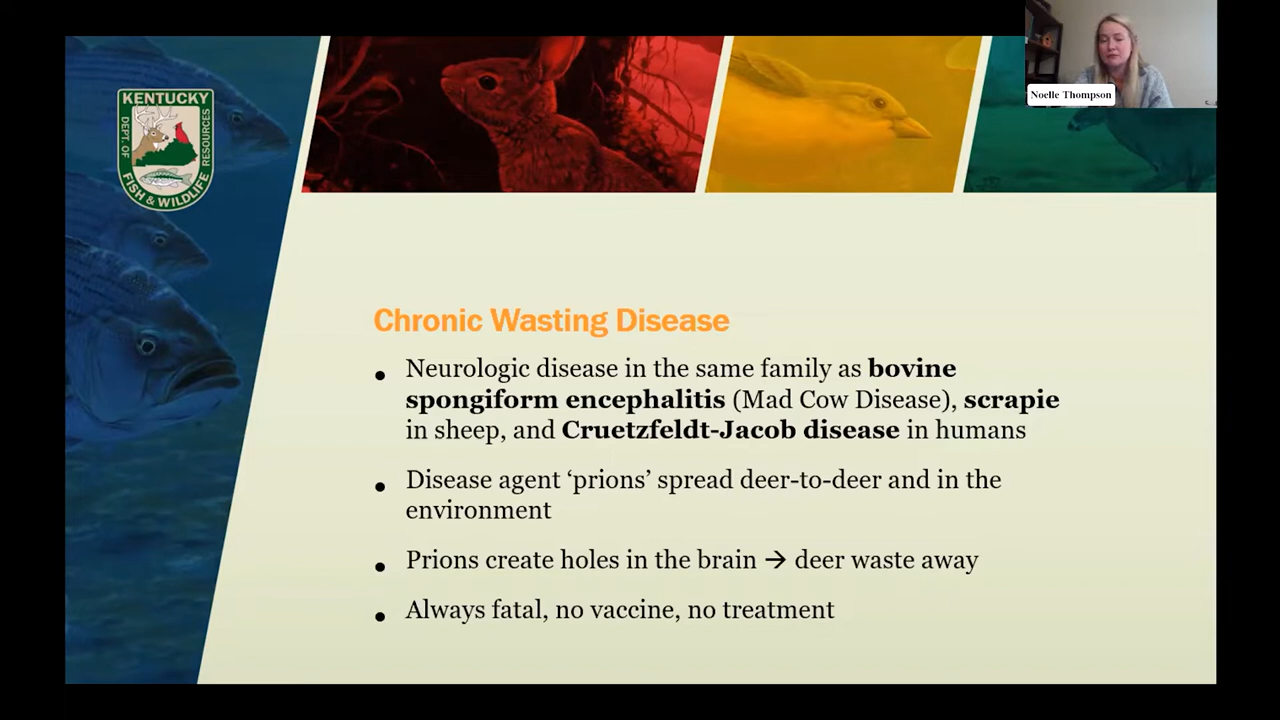 Noelle Thompson
KENTUCKY
DEPT. OF
FISH & WILDLIFE
RESOURCES
Chronic Wasting Disease
• Neurologic disease in the same family as bovine
spongiform encephalitis (Mad Cow Disease), scrapie
in sheep, and Cruetzfeldt-Jacob disease in humans
• Disease agent ‘prions’ spread deer-to-deer and in the
environment
• Prions create holes in the brain → deer waste away
• Always fatal, no vaccine, no treatment